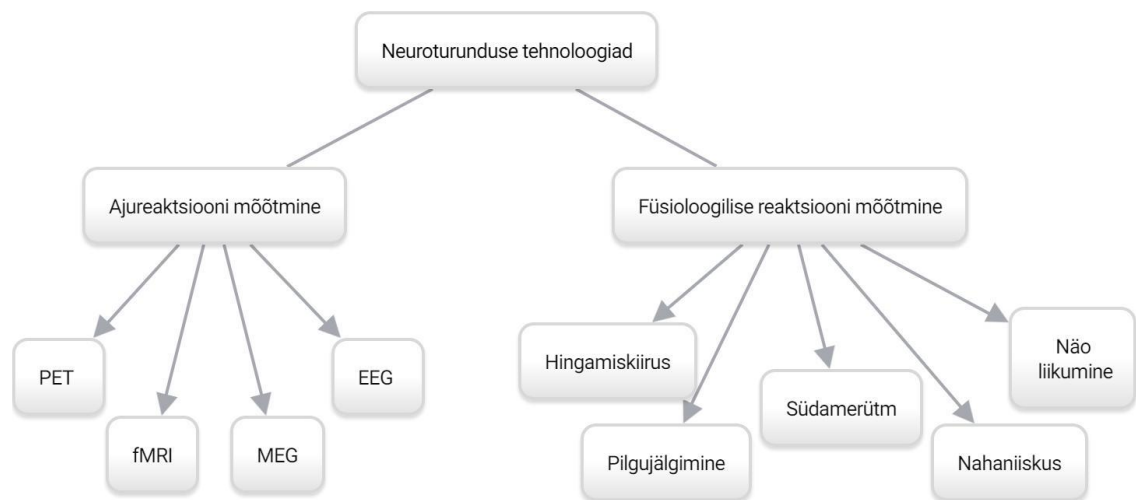 Neuroturunduse tehnoloogiad
Ajureaktsiooni mõõtmine
Füsioloogilise reaktsiooni mõõtmine
PET
fMRI
MEG
EEG
Hingamiskiirus
Pilgujälgimine
Südamerütm
Nahaniiskus
Näo
liikumine